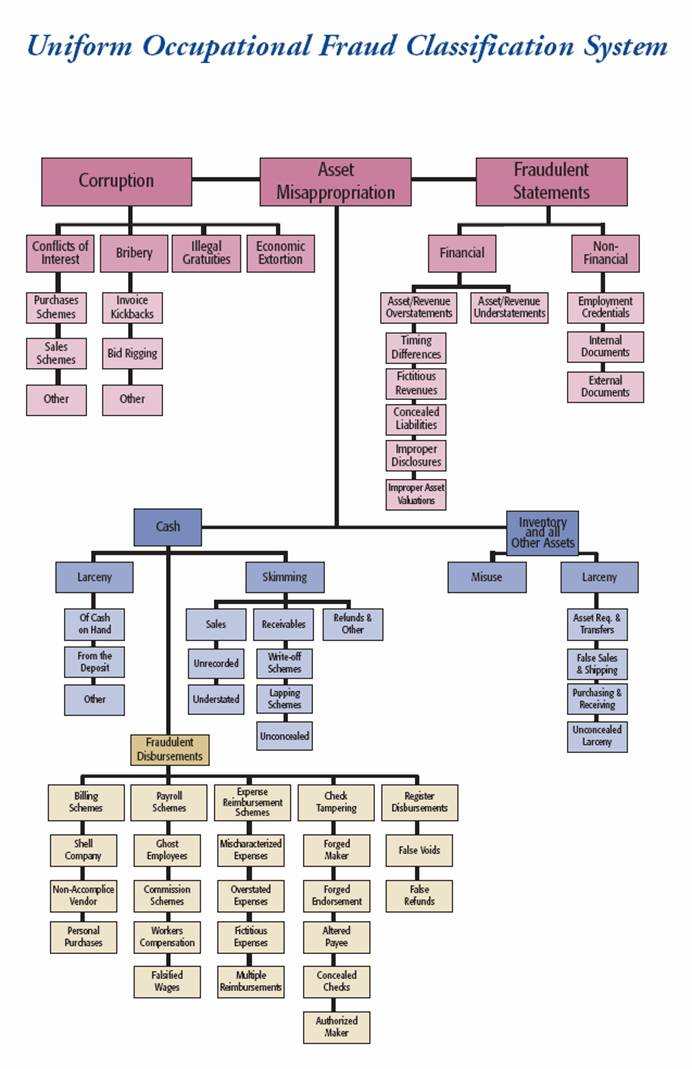 Uniform Occupational Fraud Classification System
Corruption
Asset
Misappropriation
Fraudulent
Statements
Conflicts of
Interest
Bribery
Illegal
Gratuities
Economic
Extortion
Financial
Non-
Financial
Purchases
Schemes
Sales
Schemes
Other
Invoice
Kickbacks
Bid Rigging
Other
Asset/Revenue
Overstatements
Asset/Revenue
Understatements
Timing
Differences
Fictitious
Revenues
Concealed
Liabilities
Improper
Disclosures
Improper Asset
Valuations
Employment
Credentials
Internal
Documents
External
Documents
Cash
Inventory
and all
Other Assets
Larceny
Skimming
Misuse
Larceny
Of Cash
on Hand
From the
Deposit
Other
Sales
Unrecorded
Understated
Receivables
Write-off
Schemes
Lapping
Schemes
Unconcealed
Refunds &
Other
Asset Req. &
Transfers
False Sales
& Shipping
Purchasing &
Receiving
Unconcealed
Larceny
Fraudulent
Disbursements
Billing
Schemes
Payroll
Schemes
Expense
Reimbursement
Schemes
Check
Tampering
Register
Disbursements
Shell
Company
Non-Accomplice
Vendor
Personal
Purchases
Ghost
Employees
Commission
Schemes
Workers
Compensation
Falsified
Wages
Mischaracterized
Expenses
Overstated
Expenses
Fictitious
Expenses
Multiple
Reimbursements
Forged
Maker
Forged
Endorsement
Altered
Payee
Concealed
Checks
Authorized
Maker
False Voids
False
Refunds